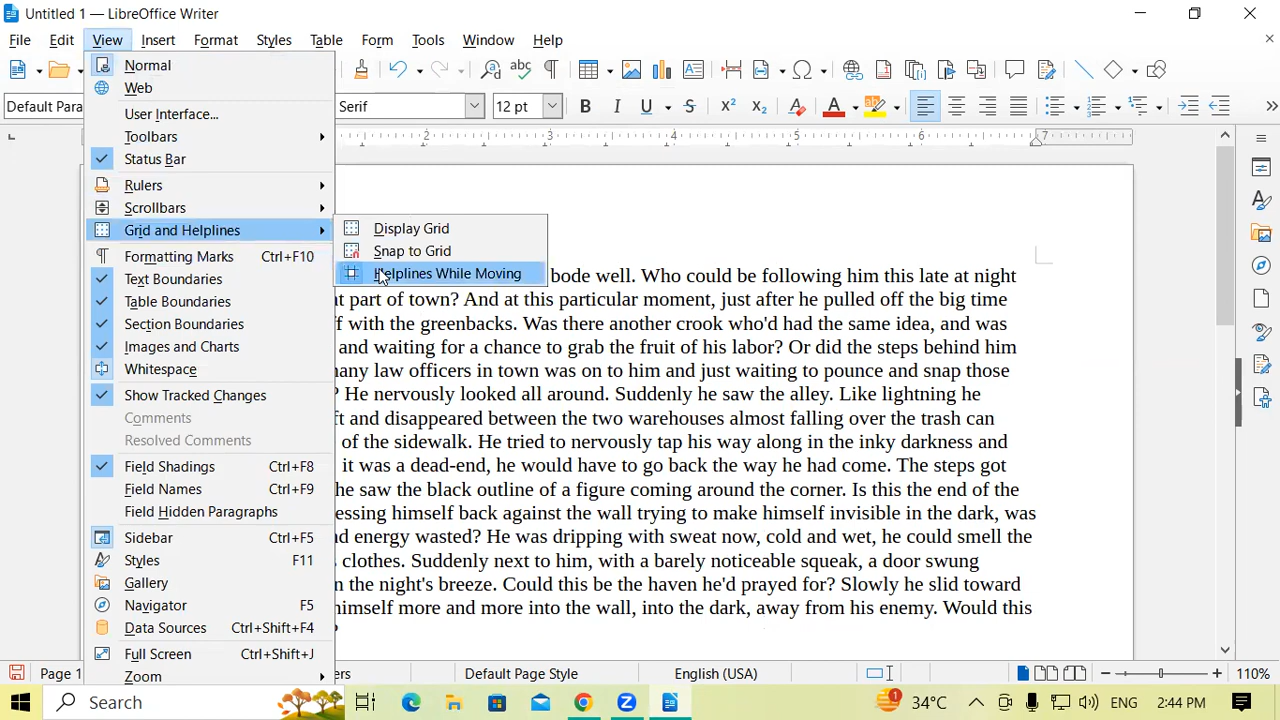 Untitled 1 — LibreOffice Writer
File Edit View Insert Format Styles Table Form Tools Window Help
Default Para
Serif
12 pt
B I U S X² X₂ A
2 3 4 5 6 7
Normal
Web
User Interface...
Toolbars
Status Bar
Rulers
Scrollbars
Grid and Helplines
Formatting Marks Ctrl+F10
Text Boundaries
Table Boundaries
Section Boundaries
Images and Charts
Whitespace
Show Tracked Changes
Comments
Resolved Comments
Field Shadings Ctrl+F8
Field Names Ctrl+F9
Field Hidden Paragraphs
Sidebar Ctrl+F5
Styles F11
Gallery
Navigator F5
Data Sources Ctrl+Shift+F4
Full Screen Ctrl+Shift+J
Zoom
Display Grid
Snap to Grid
Helplines While Moving
bode well. Who could be following him this late at night
t part of town? And at this particular moment, just after he pulled off the big time
f with the greenbacks. Was there another crook who'd had the same idea, and was
and waiting for a chance to grab the fruit of his labor? Or did the steps behind him
many law officers in town was on to him and just waiting to pounce and snap those
? He nervously looked all around. Suddenly he saw the alley. Like lightning he
ft and disappeared between the two warehouses almost falling over the trash can
of the sidewalk. He tried to nervously tap his way along in the inky darkness and
it was a dead-end, he would have to go back the way he had come. The steps got
he saw the black outline of a figure coming around the corner. Is this the end of the
essing himself back against the wall trying to make himself invisible in the dark, was
nd energy wasted? He was dripping with sweat now, cold and wet, he could smell the
s clothes. Suddenly next to him, with a barely noticeable squeak, a door swung
n the night's breeze. Could this be the haven he'd prayed for? Slowly he slid toward
himself more and more into the wall, into the dark, away from his enemy. Would this
?
Page 1
ers
Default Page Style
English (USA)
110%
Search
34°C
ENG
2:44 PM